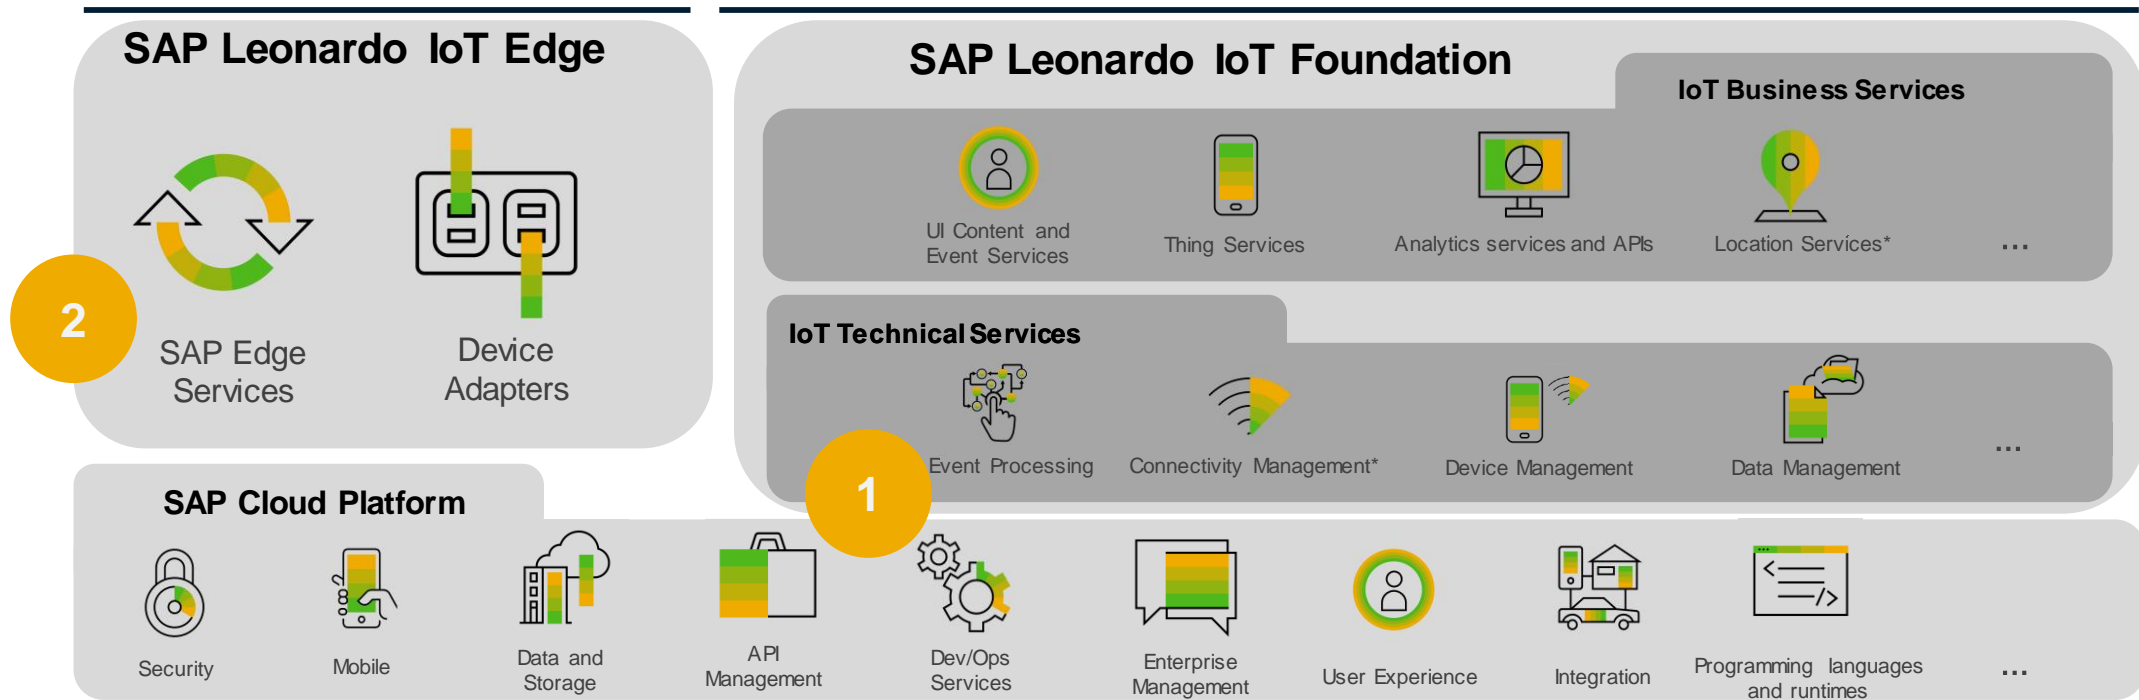 SAP Leonardo IoT Edge
SAP Edge
Services
Device
Adapters
2
SAP Leonardo IoT Foundation
IoT Business Services
UI Content and
Event Services
Thing Services
Analytics services and APIs
Location Services*
...
IoT Technical Services
Event Processing
Connectivity Management*
Device Management
Data Management
...
1
SAP Cloud Platform
Security
Mobile
Data and
Storage
API
Management
Dev/Ops
Services
Enterprise
Management
User Experience
Integration
Programming languages
and runtimes
...